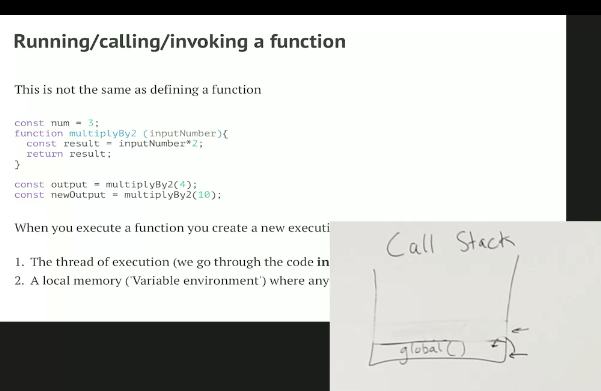 Running/calling/invoking a function
This is not the same as defining a function
const num = 3;
function multiplyBy2 (inputNumber){
const result = inputNumber*2;
return result;
}
const output = multiplyBy2(4);
const newOutput = multiplyBy2(10);
When you execute a function you create a new executi
1. The thread of execution (we go through the code in
2. A local memory ('Variable environment') where any
Call Stack
global()